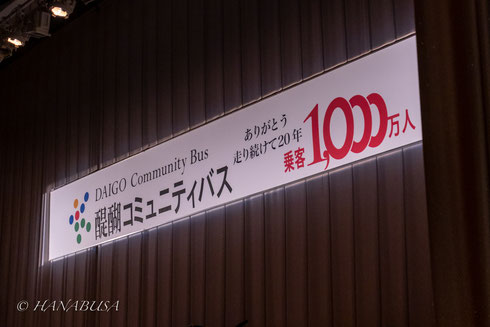 DAIGO Community Bus
醍醐コミュニティバス
ありがとう
走り続けて20年
乗客1,000万人
© HANABUSA